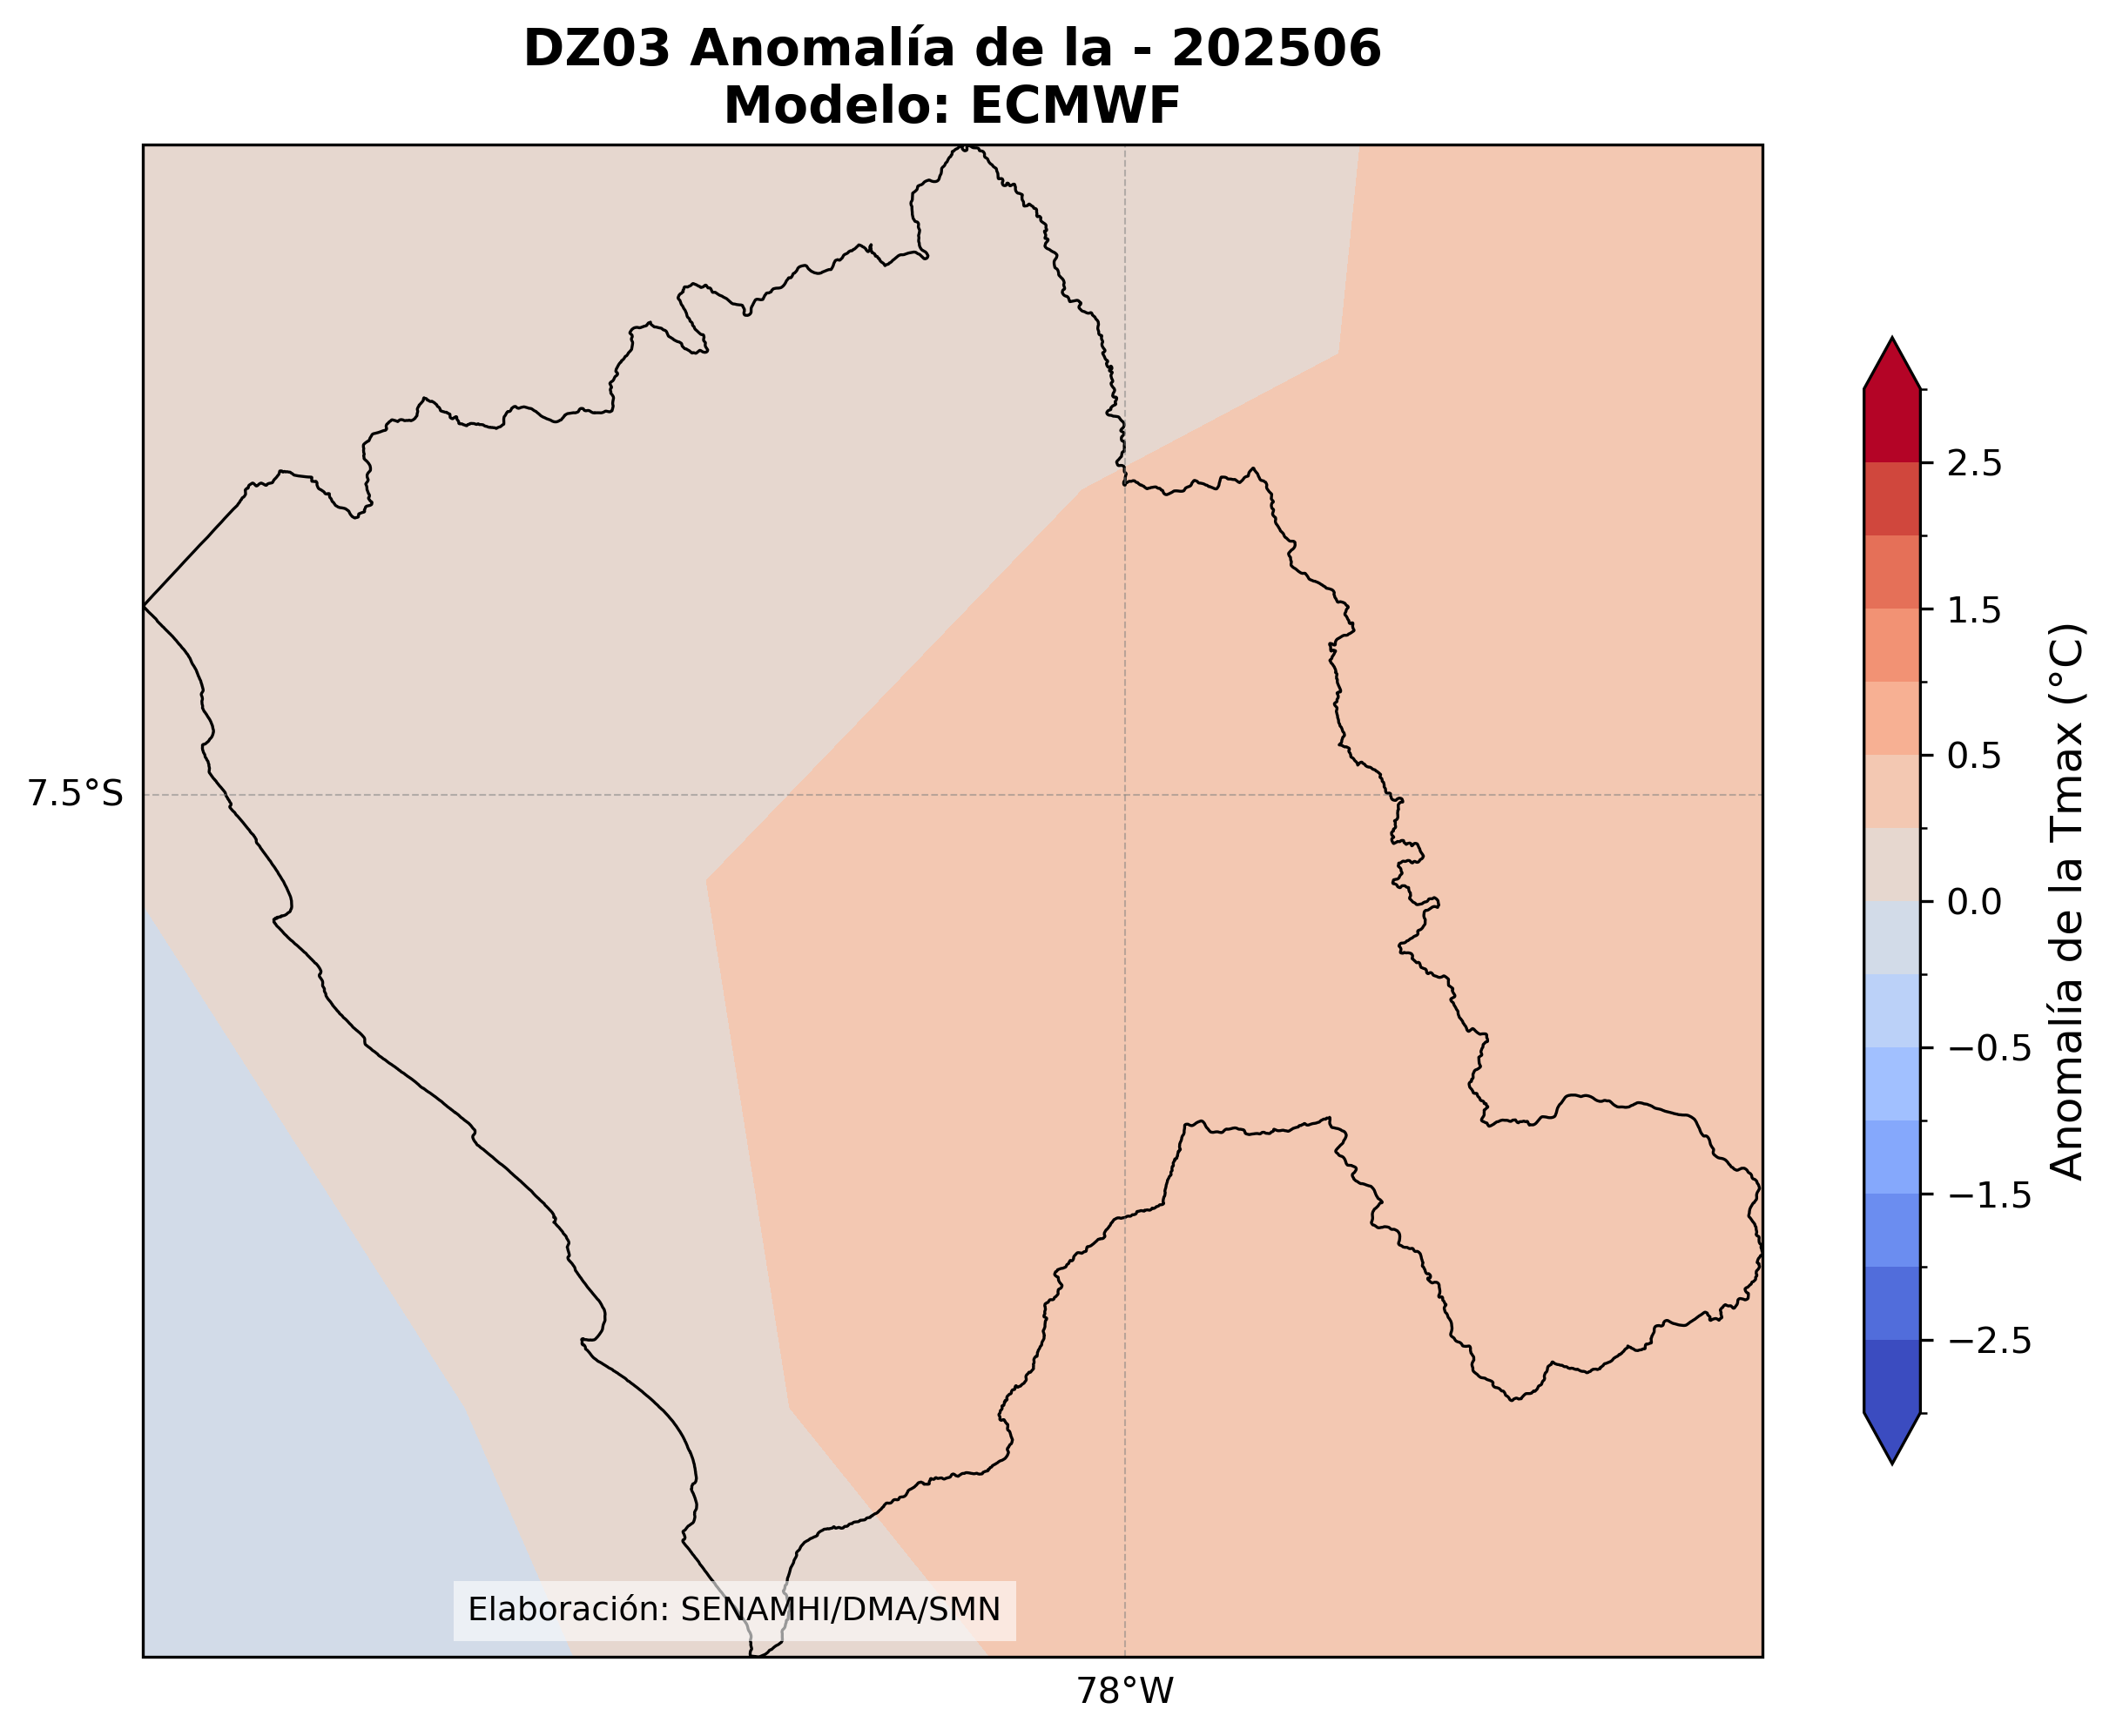 DZ03 Anomalía de la - 202506
Modelo: ECMWF
7.5°S
78°W
Elaboración: SENAMHI/DMA/SMN
2.5
1.5
0.5
0.0
−0.5
−1.5
−2.5
Anomalía de la Tmax (°C)